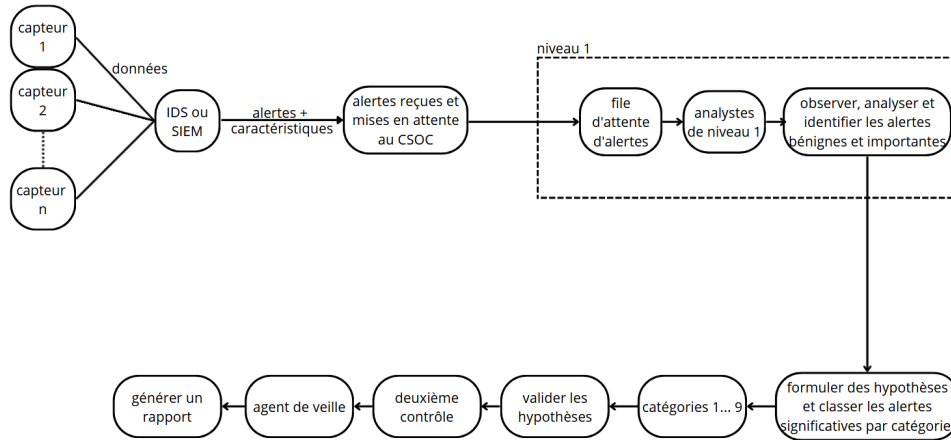 capteur
1
données
capteur
2
capteur
n
IDS ou
SIEM
alertes +
caractéristiques
alertes reçues et
mises en attente
au CSOC
niveau 1
file
d'attente
d'alertes
analystes
de niveau 1
observer, analyser et
identifier les alertes
bénignes et importantes
formuler des hypothèses
et classer les alertes
significatives par catégorie
catégories 1... 9
valider les
hypothèses
deuxième
contrôle
agent de veille
générer un
rapport